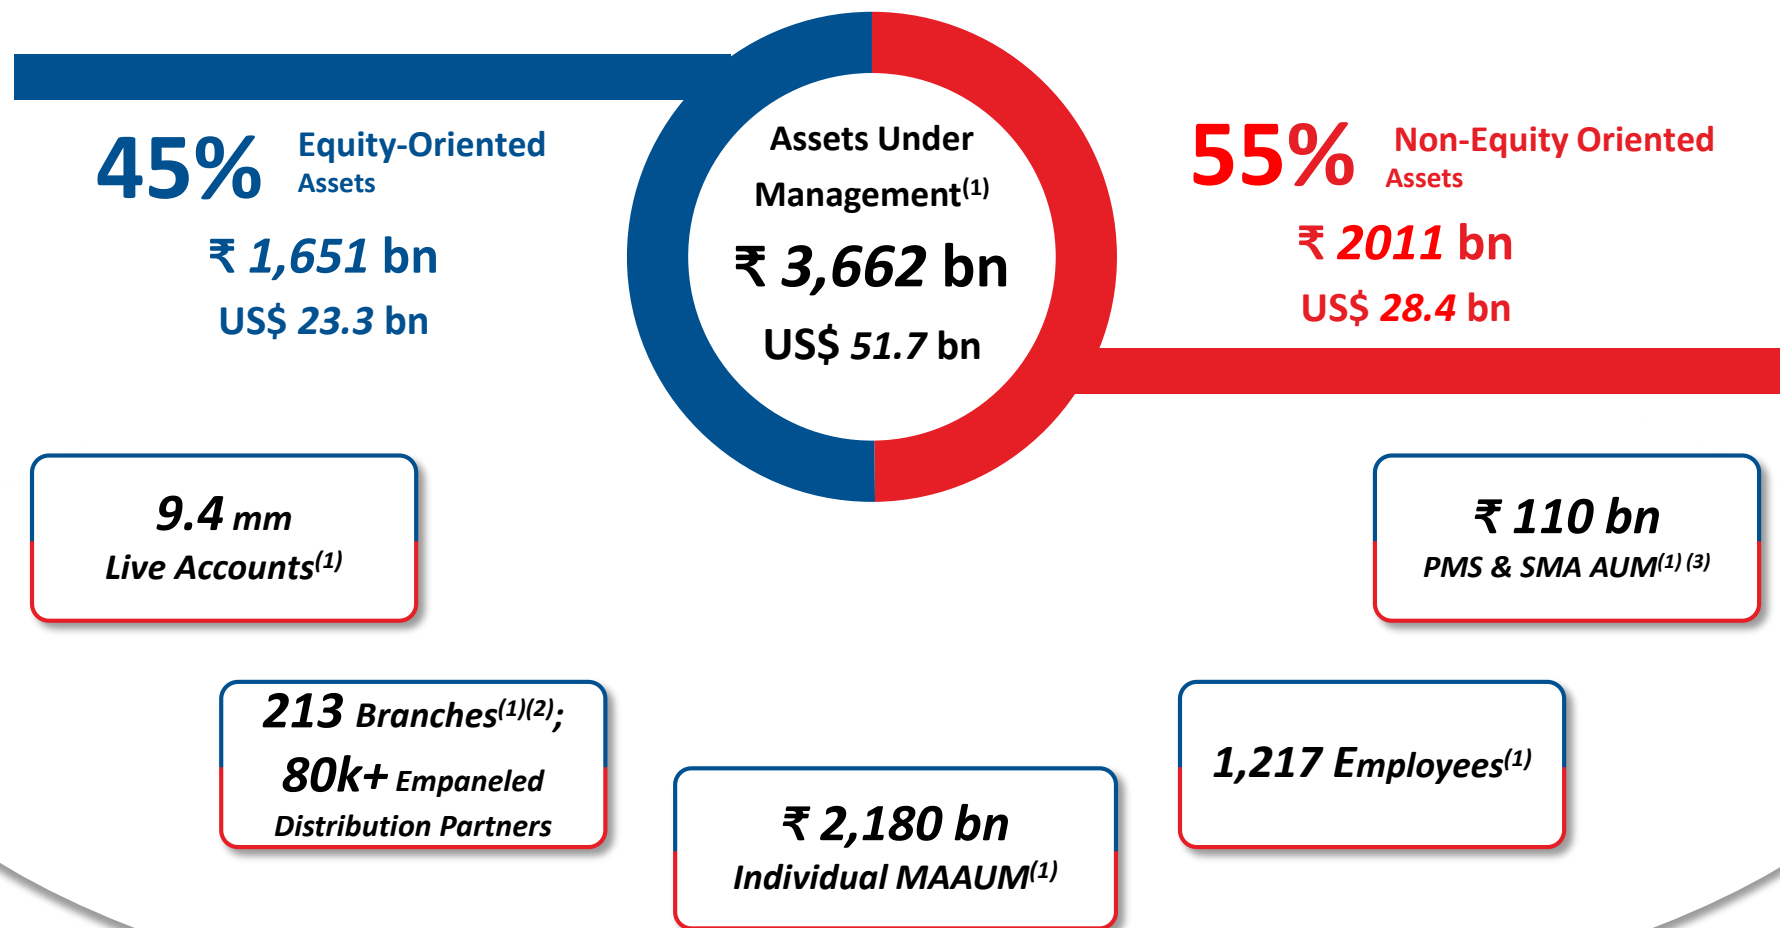 45% Equity-Oriented
Assets
₹ 1,651 bn
US$ 23.3 bn
Assets Under
Management(1)
₹ 3,662 bn
US$ 51.7 bn
55% Non-Equity Oriented
Assets
₹ 2011 bn
US$ 28.4 bn
9.4 mm
Live Accounts(1)
₹ 110 bn
PMS & SMA AUM(1) (3)
213 Branches(1)(2);
80k+ Empaneled
Distribution Partners
₹ 2,180 bn
Individual MAAUM(1)
1,217 Employees(1)